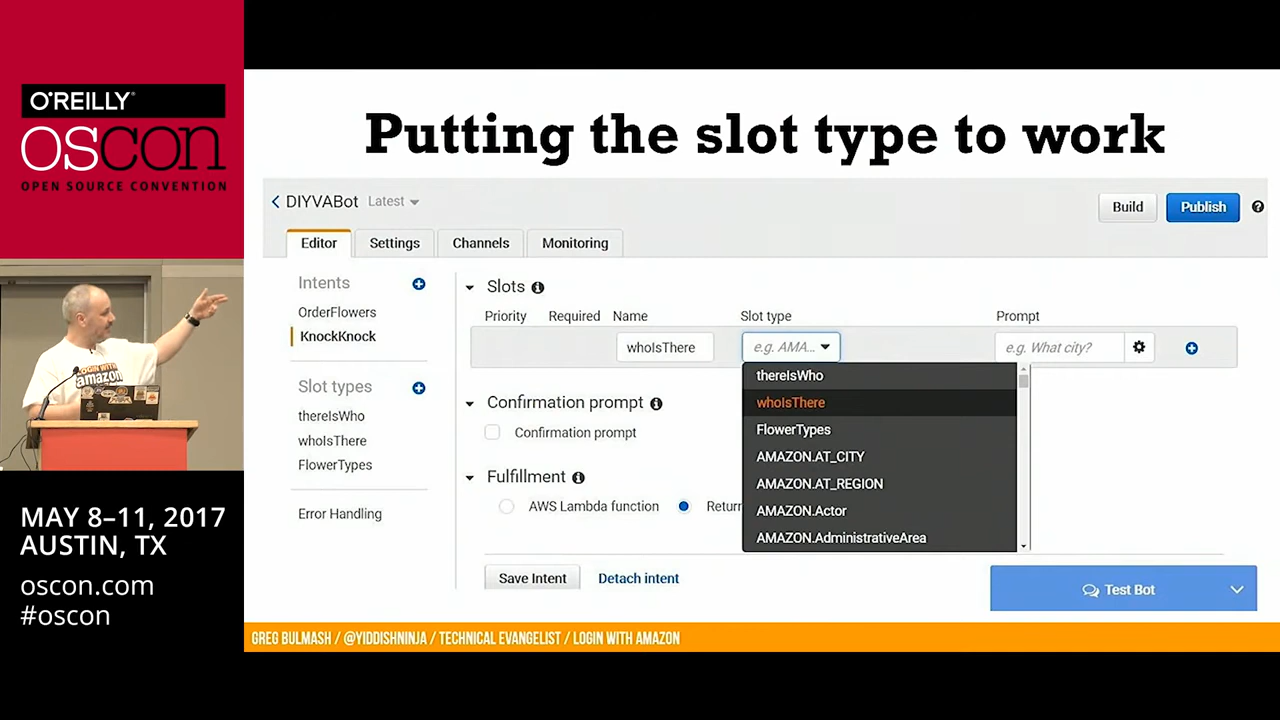 O'REILLY®
OSCON
OPEN SOURCE CONVENTION
LOGIN WITH
amazon
MAY 8–11, 2017
AUSTIN, TX
oscon.com
#oscon
Putting the slot type to work
DIYVABot Latest
Build Publish
Editor Settings Channels Monitoring
Intents
OrderFlowers
KnockKnock
Slot types
thereIsWho
whoIsThere
FlowerTypes
Error Handling
Slots
Priority Required Name Slot type Prompt
whoIsThere e.g. AMA... e.g. What city?
thereIsWho
whoIsThere
FlowerTypes
AMAZON.AT_CITY
AMAZON.AT_REGION
AMAZON.Actor
AMAZON.AdministrativeArea
Confirmation prompt
Confirmation prompt
Fulfillment
AWS Lambda function Return
Save Intent Detach intent
Test Bot
GREG BULMASH / @YIDDISHNINJA / TECHNICAL EVANGELIST / LOGIN WITH AMAZON